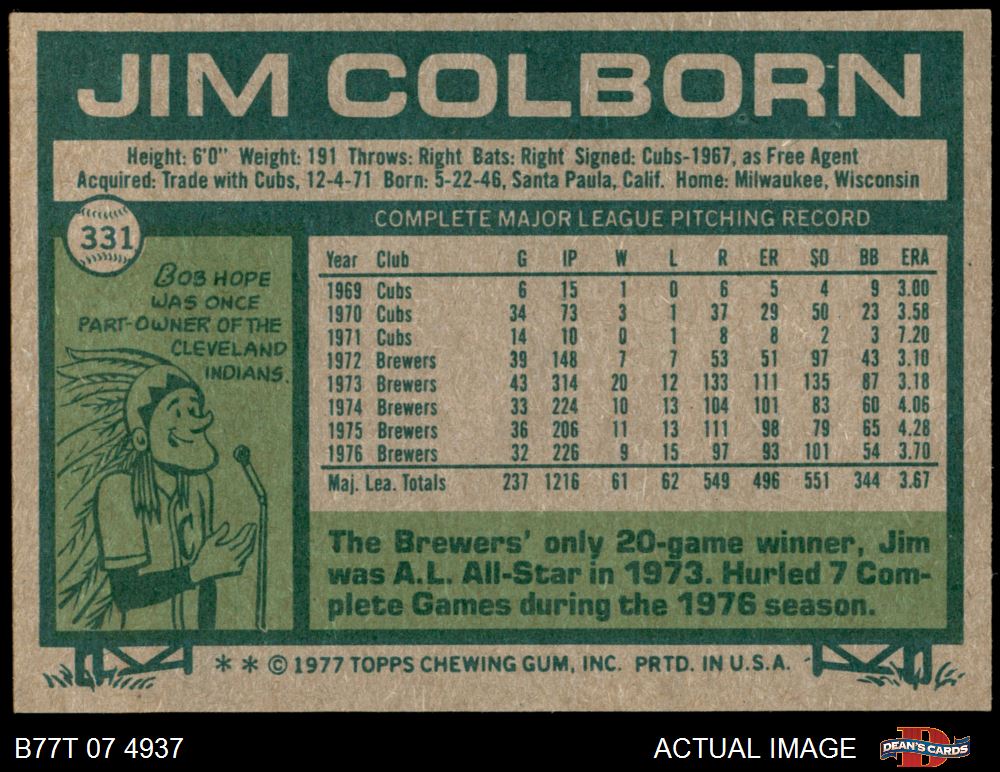 JIM COLBORN
Height: 6'0" Weight: 191 Throws: Right Bats: Right Signed: Cubs-1967, as Free Agent
Acquired: Trade with Cubs, 12-4-71 Born: 5-22-46, Santa Paula, Calif. Home: Milwaukee, Wisconsin
331
BOB HOPE
WAS ONCE
PART-OWNER OF THE
CLEVELAND
INDIANS.
C
COMPLETE MAJOR LEAGUE PITCHING RECORD
Year Club G IP W L R ER SO BB ERA
1969 Cubs 6 15 1 0 6 5 4 9 3.00
1970 Cubs 34 73 3 1 37 29 50 23 3.58
1971 Cubs 14 10 0 1 8 8 2 3 7.20
1972 Brewers 39 148 7 7 53 51 97 43 3.10
1973 Brewers 43 314 20 12 133 111 135 87 3.18
1974 Brewers 33 224 10 13 104 101 83 60 4.06
1975 Brewers 36 206 11 13 111 98 79 65 4.28
1976 Brewers 32 226 9 15 97 93 101 54 3.70
Maj. Lea. Totals 237 1216 61 62 549 496 551 344 3.67
The Brewers' only 20-game winner, Jim
was A.L. All-Star in 1973. Hurled 7 Com-
plete Games during the 1976 season.
* * © 1977 TOPPS CHEWING GUM, INC. PRTD. IN U.S.A.
B77T 07 4937 ACTUAL IMAGE
D
DEAN'S CARDS